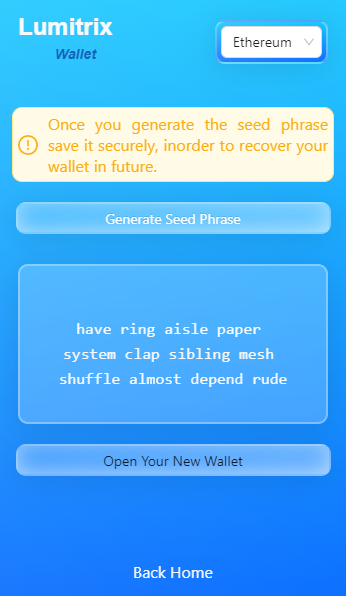 Lumitrix
Wallet
Ethereum
Once you generate the seed phrase
save it securely, inorder to recover your
wallet in future.
Generate Seed Phrase
have ring aisle paper
system clap sibling mesh
shuffle almost depend rude
Open Your New Wallet
Back Home